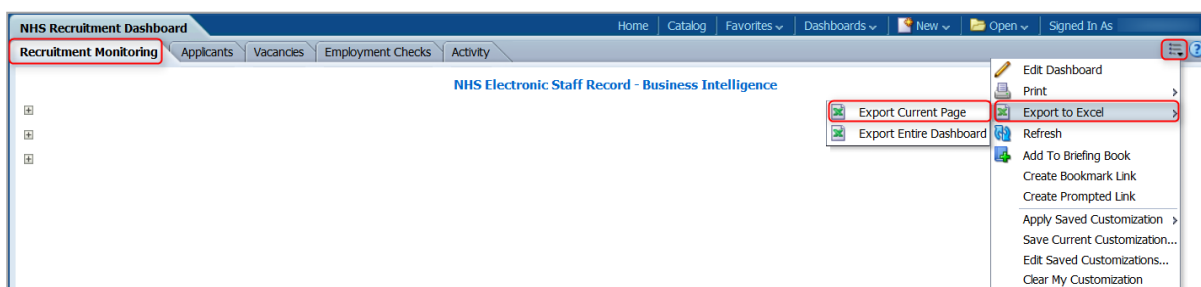 NHS Recruitment Dashboard
Home Catalog Favorites Dashboards New Open Signed In As
Recruitment Monitoring Applicants Vacancies Employment Checks Activity
NHS Electronic Staff Record - Business Intelligence
Edit Dashboard
Print
Export Current Page
Export to Excel
Export Entire Dashboard
Refresh
Add To Briefing Book
Create Bookmark Link
Create Prompted Link
Apply Saved Customization
Save Current Customization...
Edit Saved Customizations...
Clear My Customization